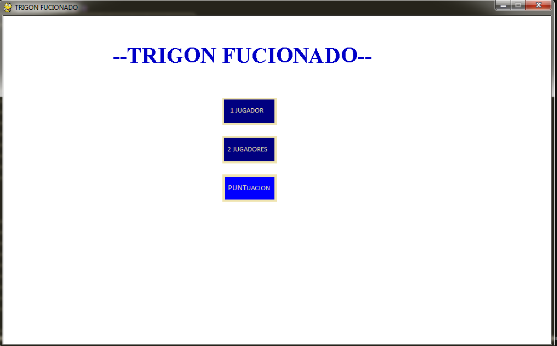 TRIGON FUCIONADO
--TRIGON FUCIONADO--
1 JUGADOR
2 JUGADORES
PUNTUACION